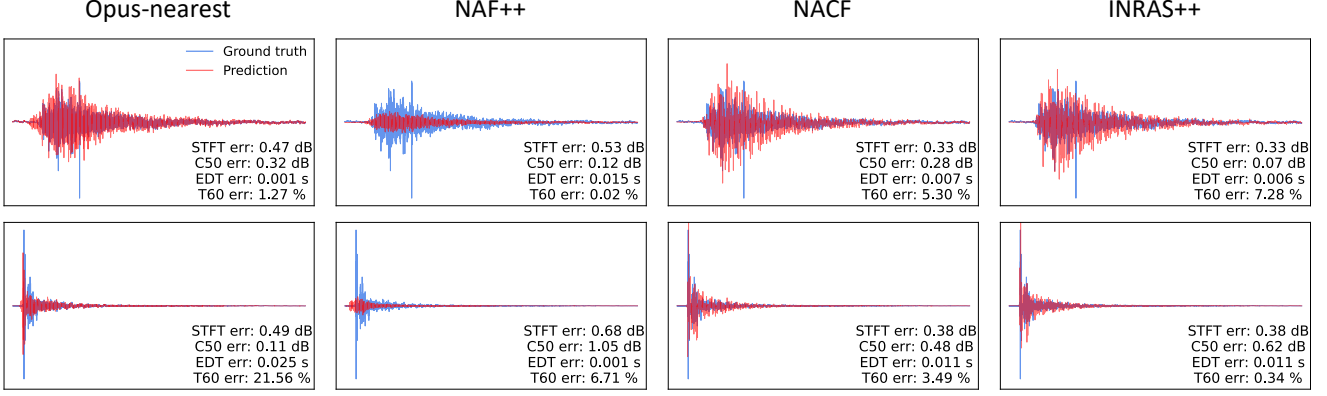 Opus-nearest
NAF++
NACF
INRAS++
Ground truth
Prediction
STFT err: 0.47 dB
C50 err: 0.32 dB
EDT err: 0.001 s
T60 err: 1.27 %
STFT err: 0.53 dB
C50 err: 0.12 dB
EDT err: 0.015 s
T60 err: 0.02 %
STFT err: 0.33 dB
C50 err: 0.28 dB
EDT err: 0.007 s
T60 err: 5.30 %
STFT err: 0.33 dB
C50 err: 0.07 dB
EDT err: 0.006 s
T60 err: 7.28 %
STFT err: 0.49 dB
C50 err: 0.11 dB
EDT err: 0.025 s
T60 err: 21.56 %
STFT err: 0.68 dB
C50 err: 1.05 dB
EDT err: 0.001 s
T60 err: 6.71 %
STFT err: 0.38 dB
C50 err: 0.48 dB
EDT err: 0.011 s
T60 err: 3.49 %
STFT err: 0.38 dB
C50 err: 0.62 dB
EDT err: 0.011 s
T60 err: 0.34 %